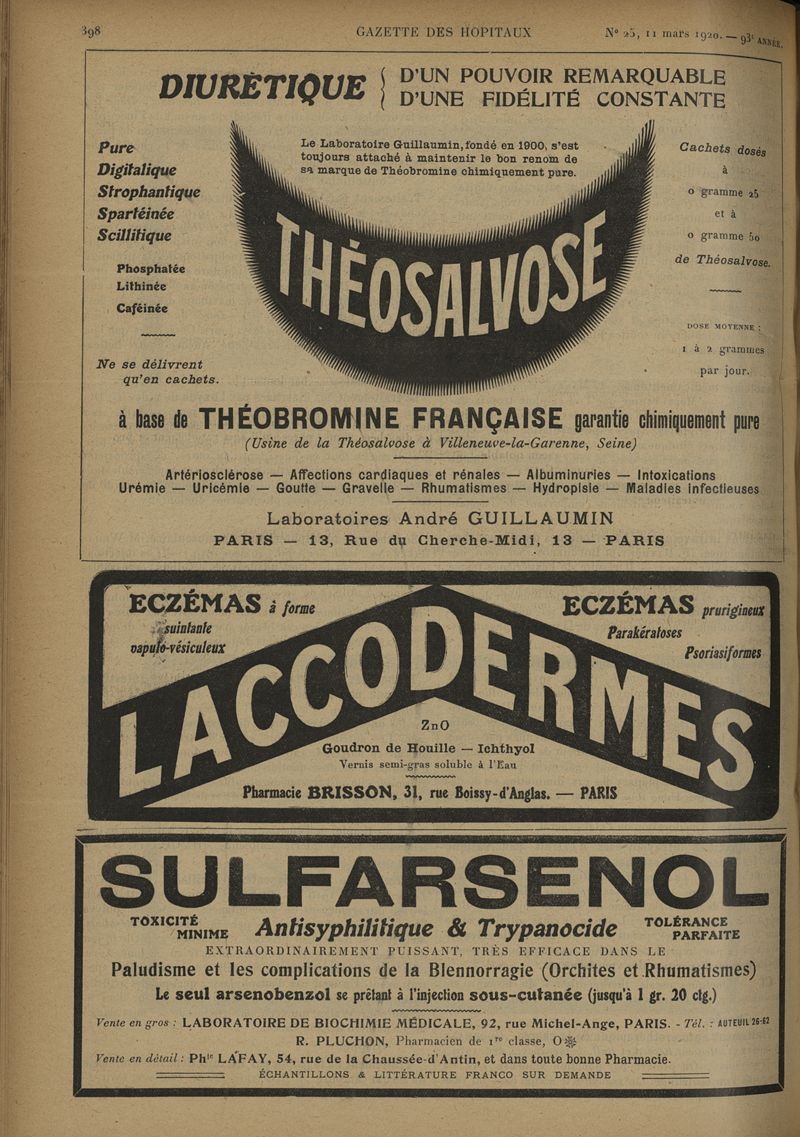 398 GAZETTE DES HÔPITAUX Nº 25, 11 mars 1920. — 93e ANNÉE.
DIURÉTIQUE { D'UN POUVOIR REMARQUABLE
D'UNE FIDÉLITÉ CONSTANTE
Pure
Digitalique
Strophantique
Spartéinée
Scillitique
Phosphatée
Lithinée
Caféinée
Ne se délivrent
qu'en cachets.
Le Laboratoire Guillaumin, fondé en 1900, s'est
toujours attaché à maintenir le bon renom de
sa marque de Théobromine chimiquement pure.
THÉOSALVOSE
Cachets dosés
à
0 gramme 25
et à
0 gramme 50
de Théosalvose.
DOSE MOYENNE :
1 à 2 grammes
par jour.
à base de THÉOBROMINE FRANÇAISE garantie chimiquement pure
(Usine de la Théosalvose à Villeneuve-la-Garenne, Seine)
Artériosclérose — Affections cardiaques et rénales — Albuminuries — Intoxications
Urémie — Uricémie — Goutte — Gravelle — Rhumatismes — Hydropisie — Maladies infectieuses
Laboratoires André GUILLAUMIN
PARIS — 13, Rue du Cherche-Midi, 13 — PARIS
ECZÉMAS à forme
suintante
vapulo-vésiculeux
ECZÉMAS prurigineux
Parakératoses
Psoriasiformes
LACCODERMES
ZnO
Goudron de Houille — Ichthyol
Vernis semi-gras soluble à l'Eau
Pharmacie BRISSON, 31, rue Boissy-d'Anglas. — PARIS
SULFARSENOL
TOXICITÉ
MINIME
Antisyphilitique & Trypanocide
TOLÉRANCE
PARFAITE
EXTRAORDINAIREMENT PUISSANT, TRÈS EFFICACE DANS LE
Paludisme et les complications de la Blennorragie (Orchites et Rhumatismes)
Le seul arsenobenzol se prêtant à l'injection sous-cutanée (jusqu'à 1 gr. 20 ctg.)
Vente en gros : LABORATOIRE DE BIOCHIMIE MÉDICALE, 92, rue Michel-Ange, PARIS. - Tél. : AUTEUIL 26-62
R. PLUCHON, Pharmacien de 1re classe, O
Vente en détail : Phie LAFAY, 54, rue de la Chaussée-d'Antin, et dans toute bonne Pharmacie.
ÉCHANTILLONS & LITTÉRATURE FRANCO SUR DEMANDE